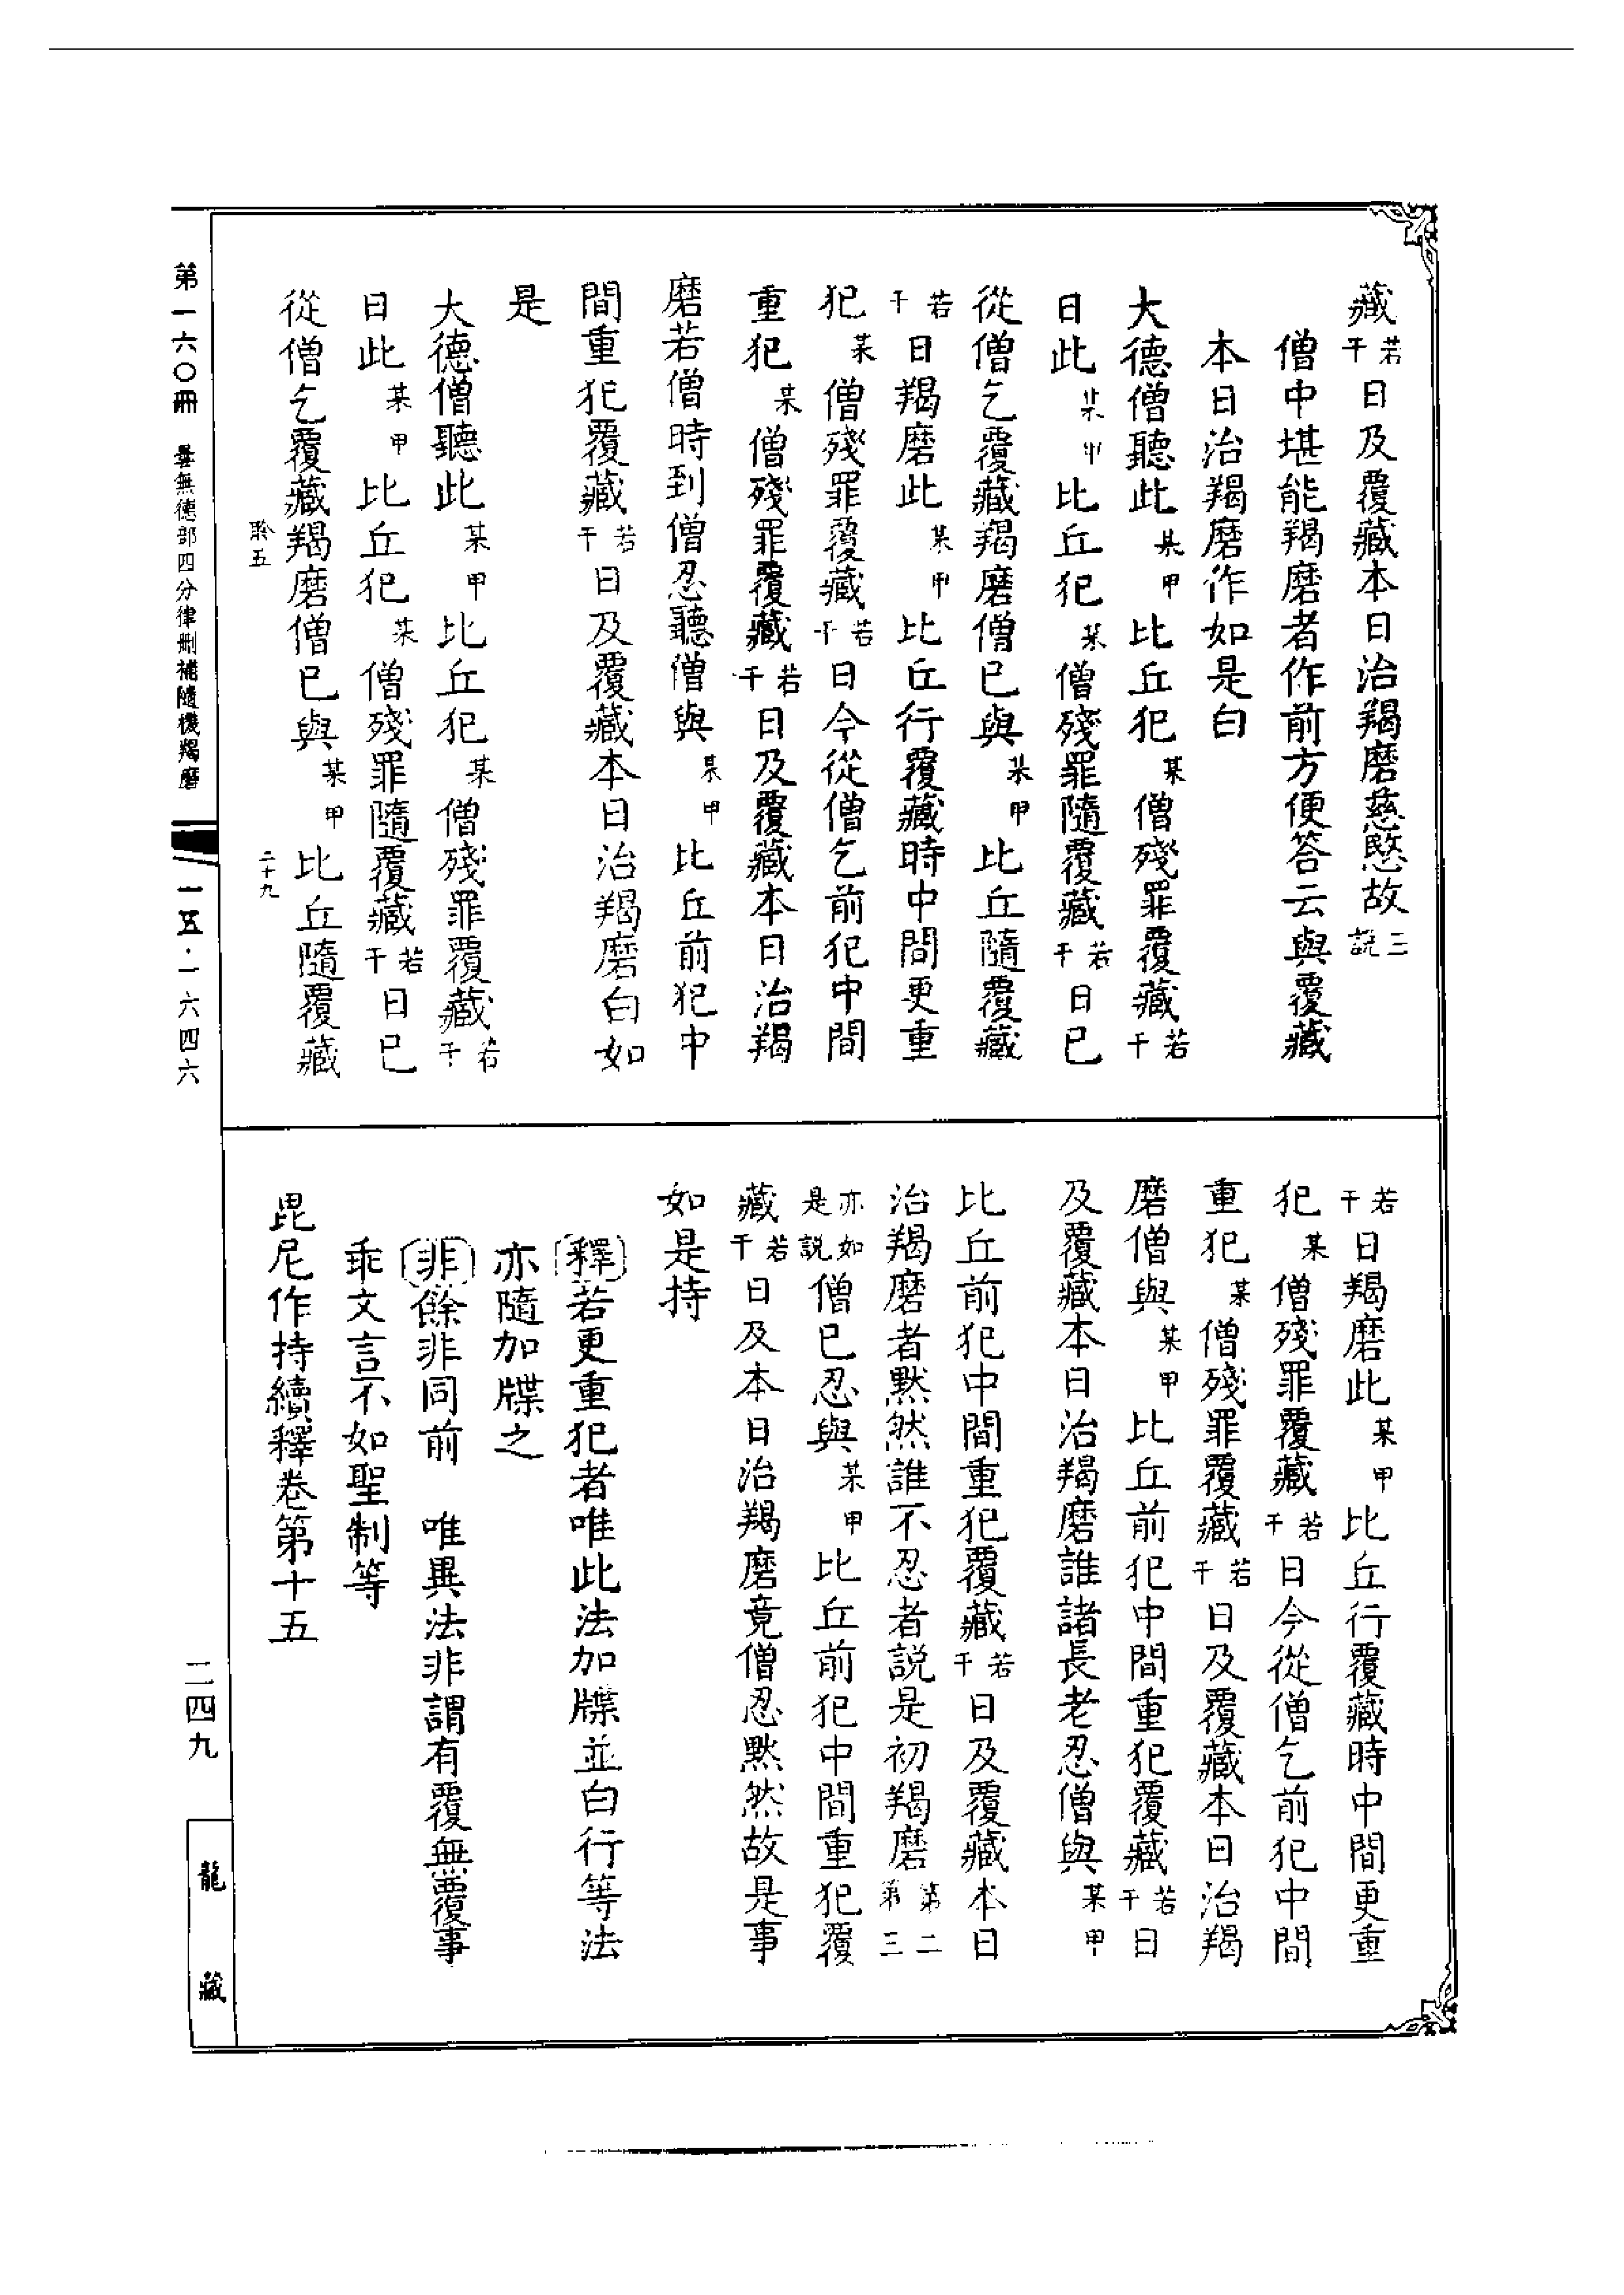 藏若干日及覆藏本日治羯磨慈愍故三說
僧中堪能羯磨者作前方便答云與覆藏
本日治羯磨作如是白
大德僧聽此某甲比丘犯某僧殘罪覆藏若干
日此某甲比丘犯某僧殘罪隨覆藏若干日已
從僧乞覆藏羯磨僧已與某甲比丘隨覆藏
若干日羯磨此某甲比丘行覆藏時中間更重
犯某僧殘罪覆藏若干日今從僧乞前犯中間
重犯某僧殘罪覆藏若干日及覆藏本日治羯
磨若僧時到僧忍聽僧與某甲比丘前犯中
間重犯覆藏若干日及覆藏本日治羯磨白如
是
大德僧聽此某甲比丘犯某僧殘罪覆藏若干
日此某甲比丘犯某僧殘罪隨覆藏若干日已
從僧乞覆藏羯磨僧已與某甲比丘隨覆藏
聆五
二十九
第一六〇冊 曇無德部四分律刪補隨機羯磨 一五·一六四六
若干日羯磨此某甲比丘行覆藏時中間更重
犯某僧殘罪覆藏若干日今從僧乞前犯中間
重犯某僧殘罪覆藏若干日及覆藏本日治羯
磨僧與某甲比丘前犯中間重犯覆藏若干日
及覆藏本日治羯磨誰諸長老忍僧與某甲
比丘前犯中間重犯覆藏若干日及覆藏本日
治羯磨者默然誰不忍者說是初羯磨第二第三
亦如是說僧已忍與某甲比丘前犯中間重犯覆
藏若干日及本日治羯磨竟僧忍默然故是事
如是持
釋若更重犯者唯此法加牒並白行等法
亦隨加牒之
非餘非同前 唯異法非謂有覆無覆事
乖文言不如聖制等
毘尼作持續釋卷第十五
二四九
龍藏